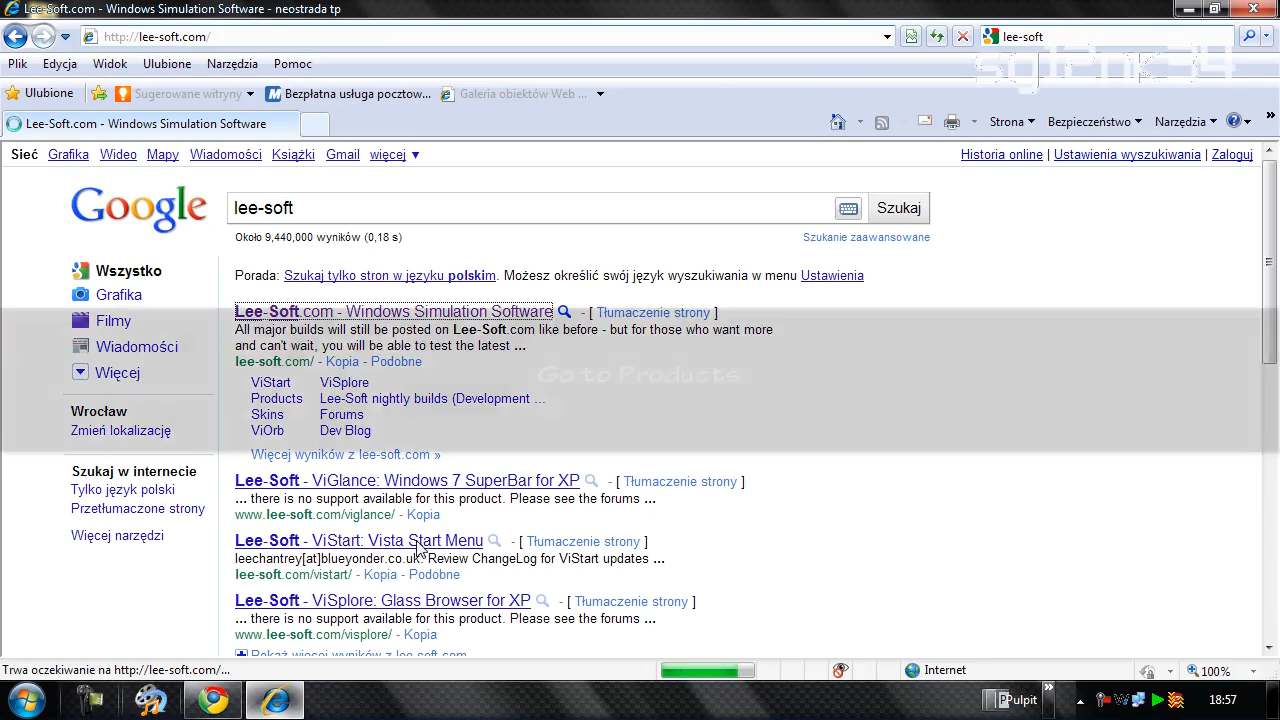 Lee-Soft.com - Windows Simulation Software - neostrada tp
http://lee-soft.com/
lee-soft
Plik Edycja Widok Ulubione Narzędzia Pomoc
sgt2nk34
Ulubione Sugerowane witryny Bezpłatna usługa pocztow... Galeria obiektów Web ...
Lee-Soft.com - Windows Simulation Software
Strona Bezpieczeństwo Narzędzia
Sieć Grafika Wideo Mapy Wiadomości Książki Gmail więcej ▼
Historia online | Ustawienia wyszukiwania | Zaloguj
Google
lee-soft
Szukaj
Około 9,440,000 wyników (0,18 s)
Szukanie zaawansowane
Wszystko
Grafika
Filmy
Wiadomości
Więcej
Wrocław
Zmień lokalizację
Szukaj w internecie
Tylko język polski
Przetłumaczone strony
Więcej narzędzi
Porada: Szukaj tylko stron w języku polskim. Możesz określić swój język wyszukiwania w menu Ustawienia
Lee-Soft.com - Windows Simulation Software - [ Tłumaczenie strony ]
All major builds will still be posted on Lee-Soft.com like before - but for those who want more
and can't wait, you will be able to test the latest ...
lee-soft.com/ - Kopia - Podobne
Go to Products
ViStart ViSplore
Products Lee-Soft nightly builds (Development ...
Skins Forums
ViOrb Dev Blog
Więcej wyników z lee-soft.com »
Lee-Soft - ViGlance: Windows 7 SuperBar for XP - [ Tłumaczenie strony ]
... there is no support available for this product. Please see the forums ...
www.lee-soft.com/viglance/ - Kopia
Lee-Soft - ViStart: Vista Start Menu - [ Tłumaczenie strony ]
leechantrey[at]blueyonder.co.uk. Review ChangeLog for ViStart updates ...
lee-soft.com/vistart/ - Kopia - Podobne
Lee-Soft - ViSplore: Glass Browser for XP - [ Tłumaczenie strony ]
... there is no support available for this product. Please see the forums ...
www.lee-soft.com/visplore/ - Kopia
Pokaż więcej wyników z lee-soft.com
Trwa oczekiwanie na http://lee-soft.com/...
Internet
100%
Pulpit
18:57